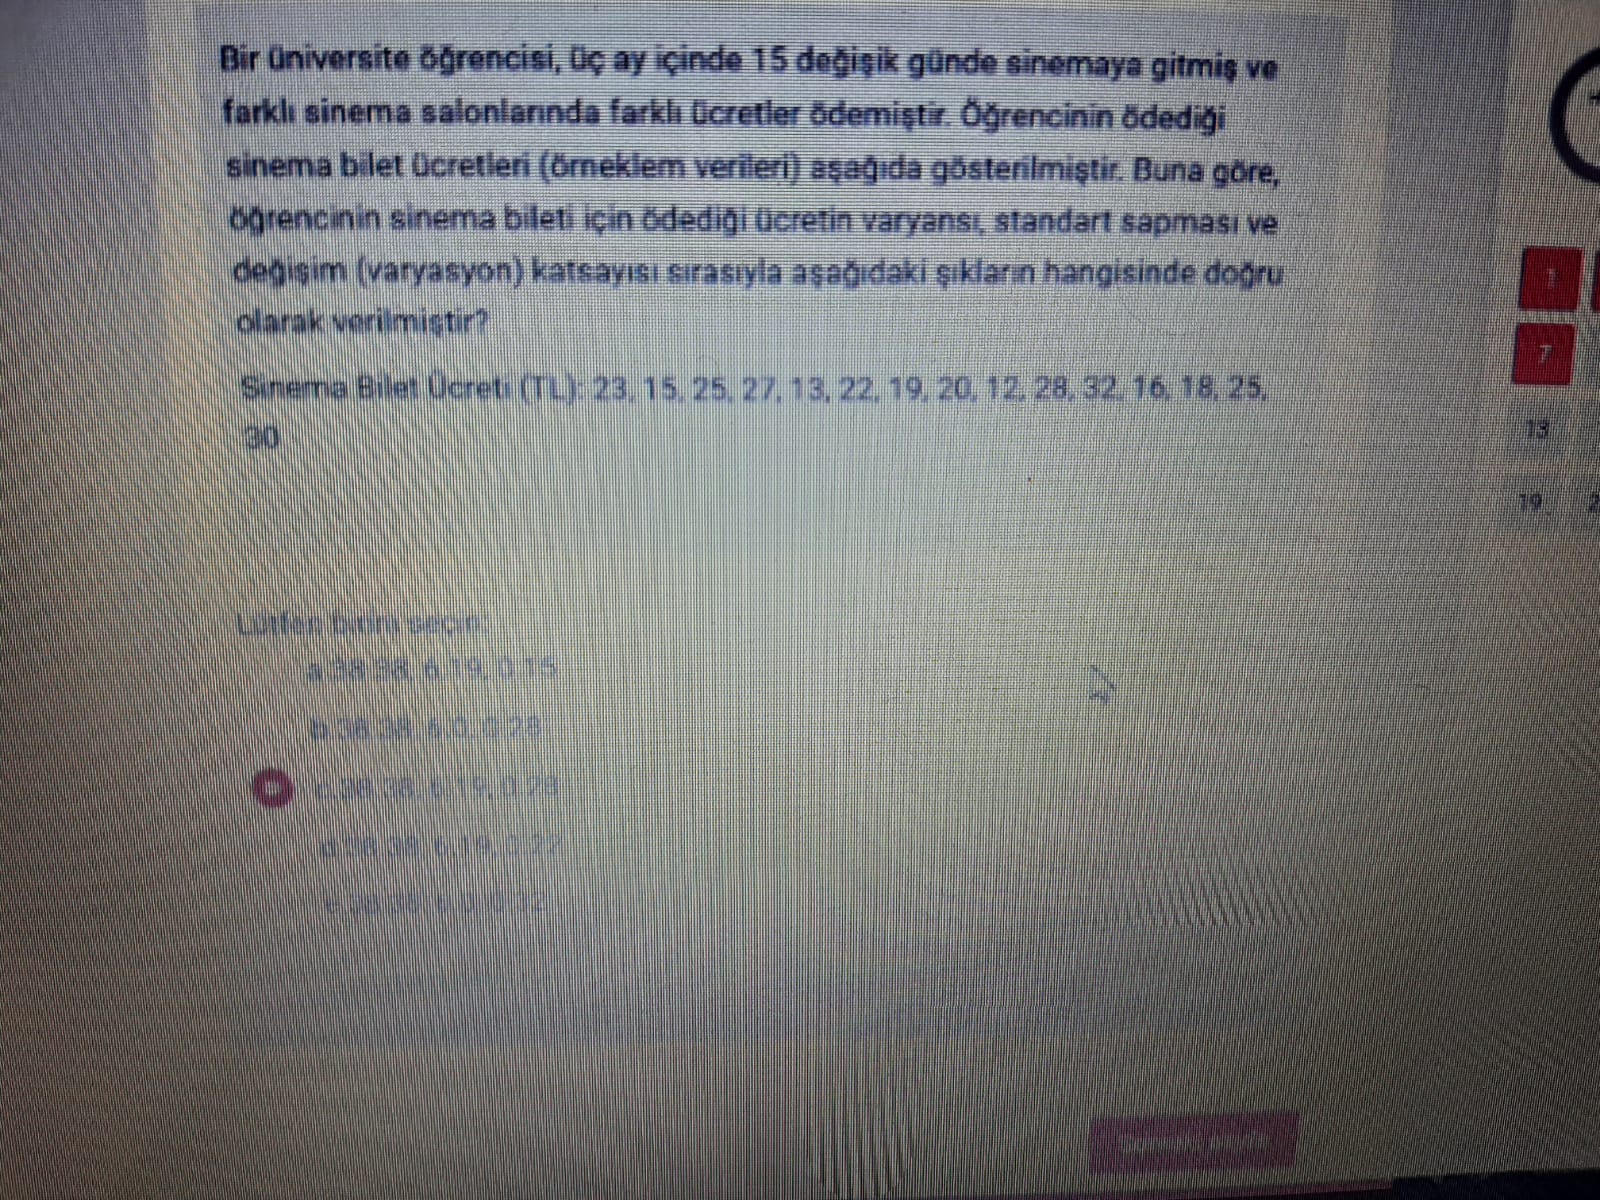 Bir üniversite öğrencisi, üç ay içinde 15 değişik günde sinemaya gitmiş ve
farklı sinema salonlarında farklı ücretler ödemiştir. Öğrencinin ödediği
sinema bilet ücretleri (örneklem verileri) aşağıda gösterilmiştir. Buna göre,
öğrencinin sinema bileti için ödediği ücretin varyansı, standart sapması ve
değişim (varyasyon) katsayısı sırasıyla aşağıdaki şıkların hangisinde doğru
olarak verilmiştir?
Sinema Bilet Ücreti (TL): 23, 15, 25, 27, 13, 22, 19, 20, 12, 28, 32, 16, 18, 25,
30
Lütfen birini seçin:
a.38.38, 6.19, 0.15
b.38.38, 6.0, 0.28
c.38.38, 6.19, 0.28
d.38.38, 6.19, 0.22
7
13
19